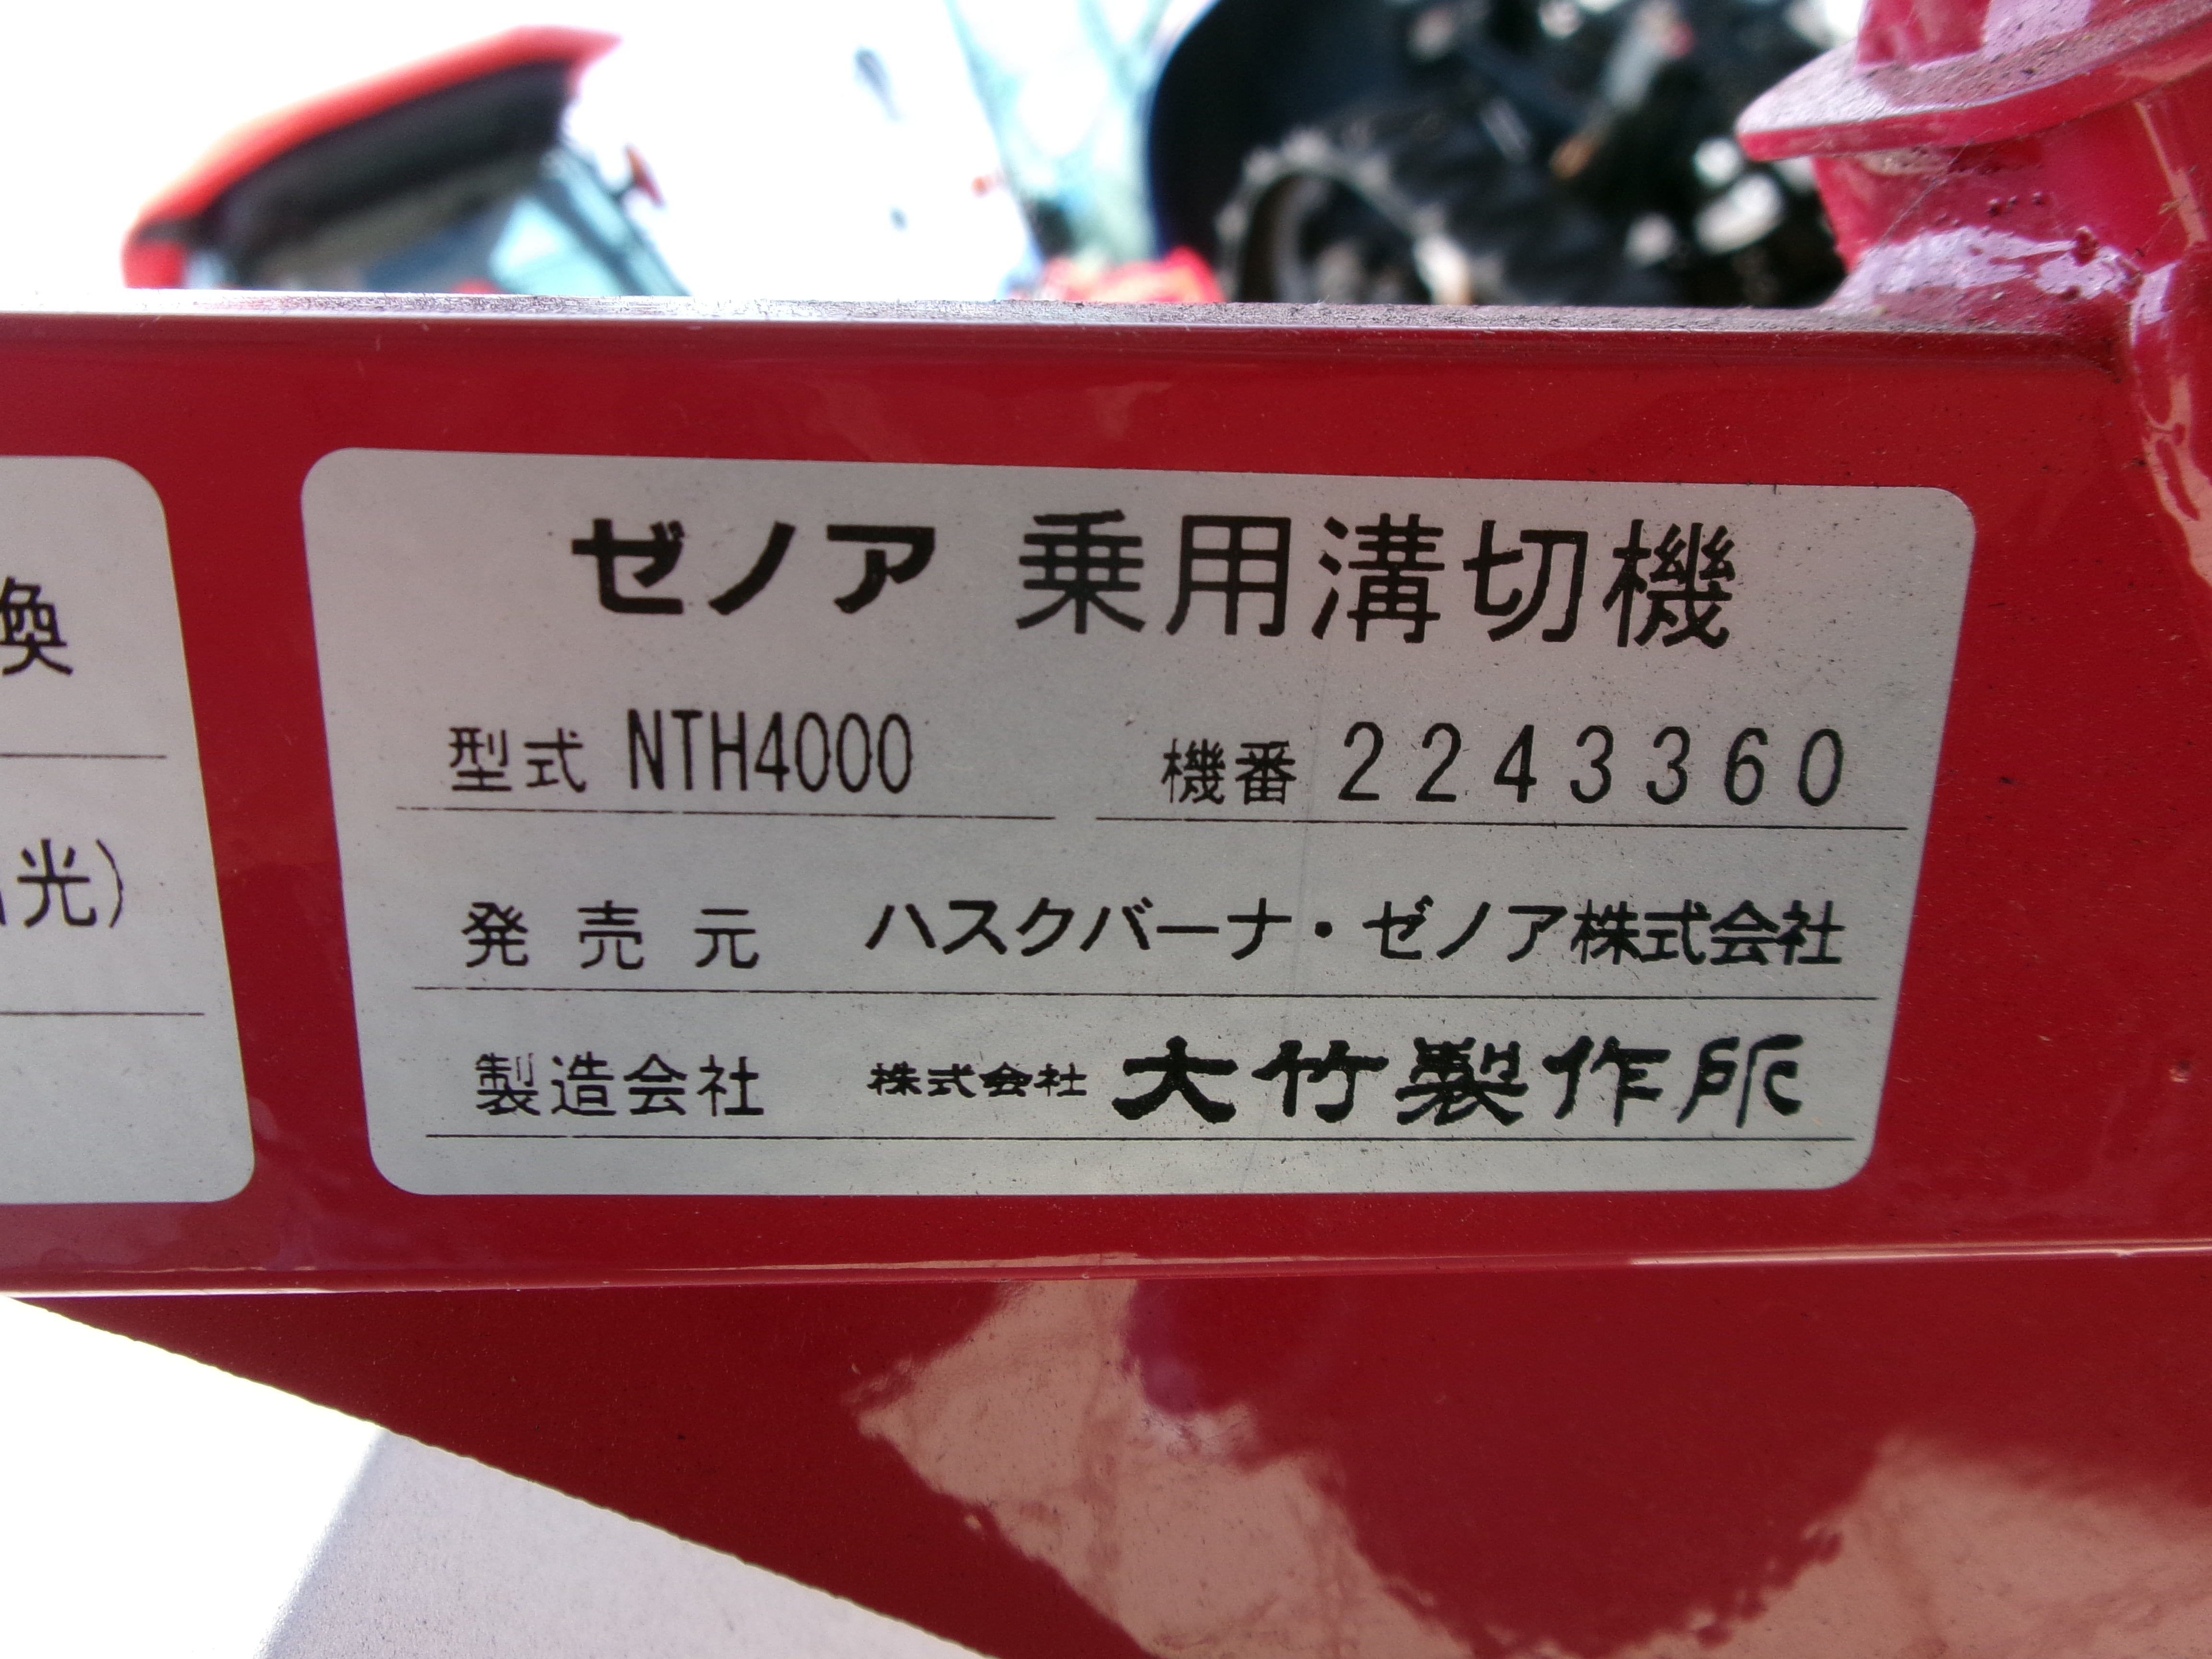 ゼノア 乗用溝切機
型式 NTH4000 機番 2243360
発売元 ハスクバーナ・ゼノア株式会社
製造会社 株式会社 大竹製作所
換
光)